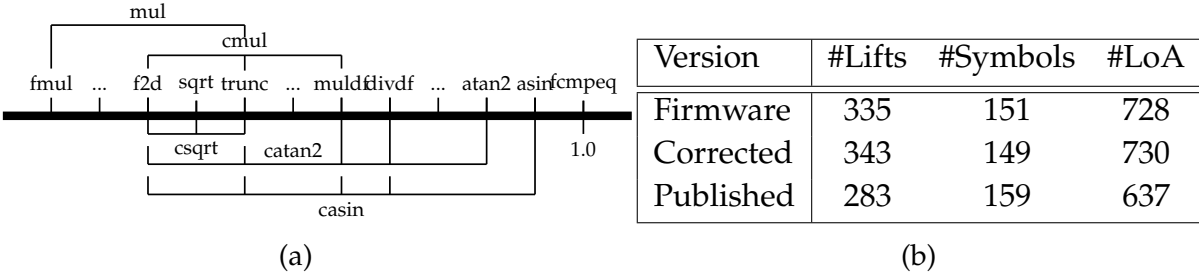 mul
cmul
fmul ... f2d sqrt trunc ... muldf divdf ... atan2 asin fcmpeq
csqrt catan2 1.0
casin
(a)
Version #Lifts #Symbols #LoA
Firmware 335 151 728
Corrected 343 149 730
Published 283 159 637
(b)